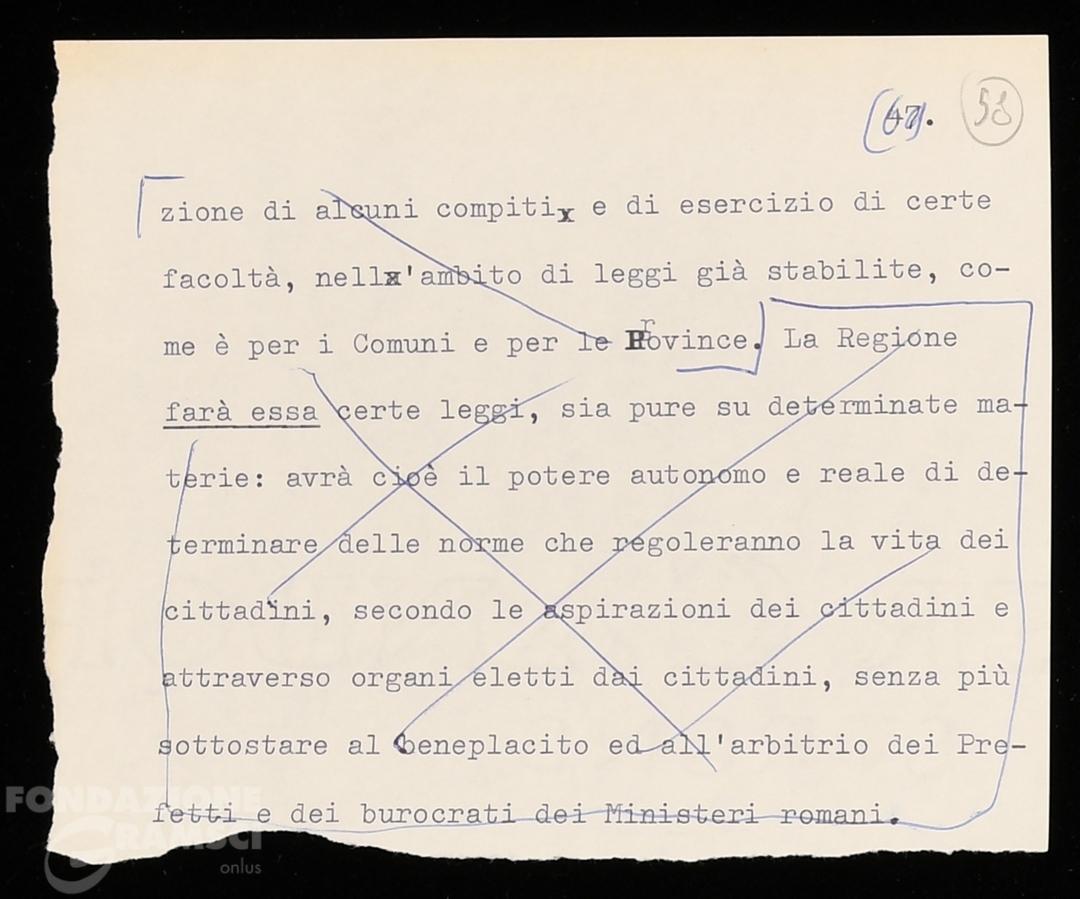 47. 58
zione di alcuni compitix e di esercizio di certe
facoltà, nellx'ambito di leggi già stabilite, co-
me è per i Comuni e per le Province. La Regione
farà essa certe leggi, sia pure su determinate ma-
terie: avrà cioè il potere autonomo e reale di de-
terminare delle norme che regoleranno la vita dei
cittadini, secondo le aspirazioni dei cittadini e
attraverso organi eletti dai cittadini, senza più
sottostare al beneplacito ed all'arbitrio dei Pre-
fetti e dei burocrati dei Ministeri romani.
FONDAZIONE
GRAMSCI
onlus